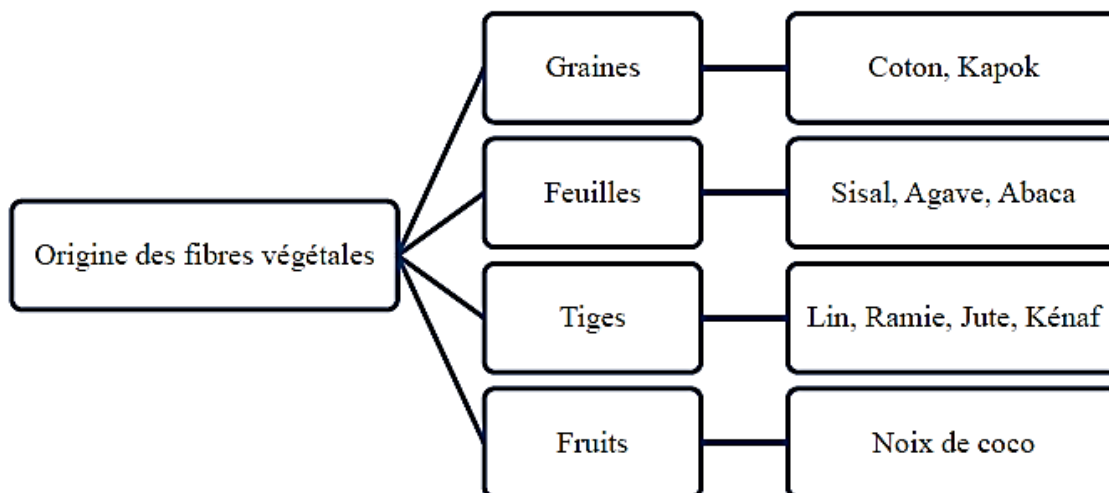 Origine des fibres végétales
Graines
Coton, Kapok
Feuilles
Sisal, Agave, Abaca
Tiges
Lin, Ramie, Jute, Kénaf
Fruits
Noix de coco